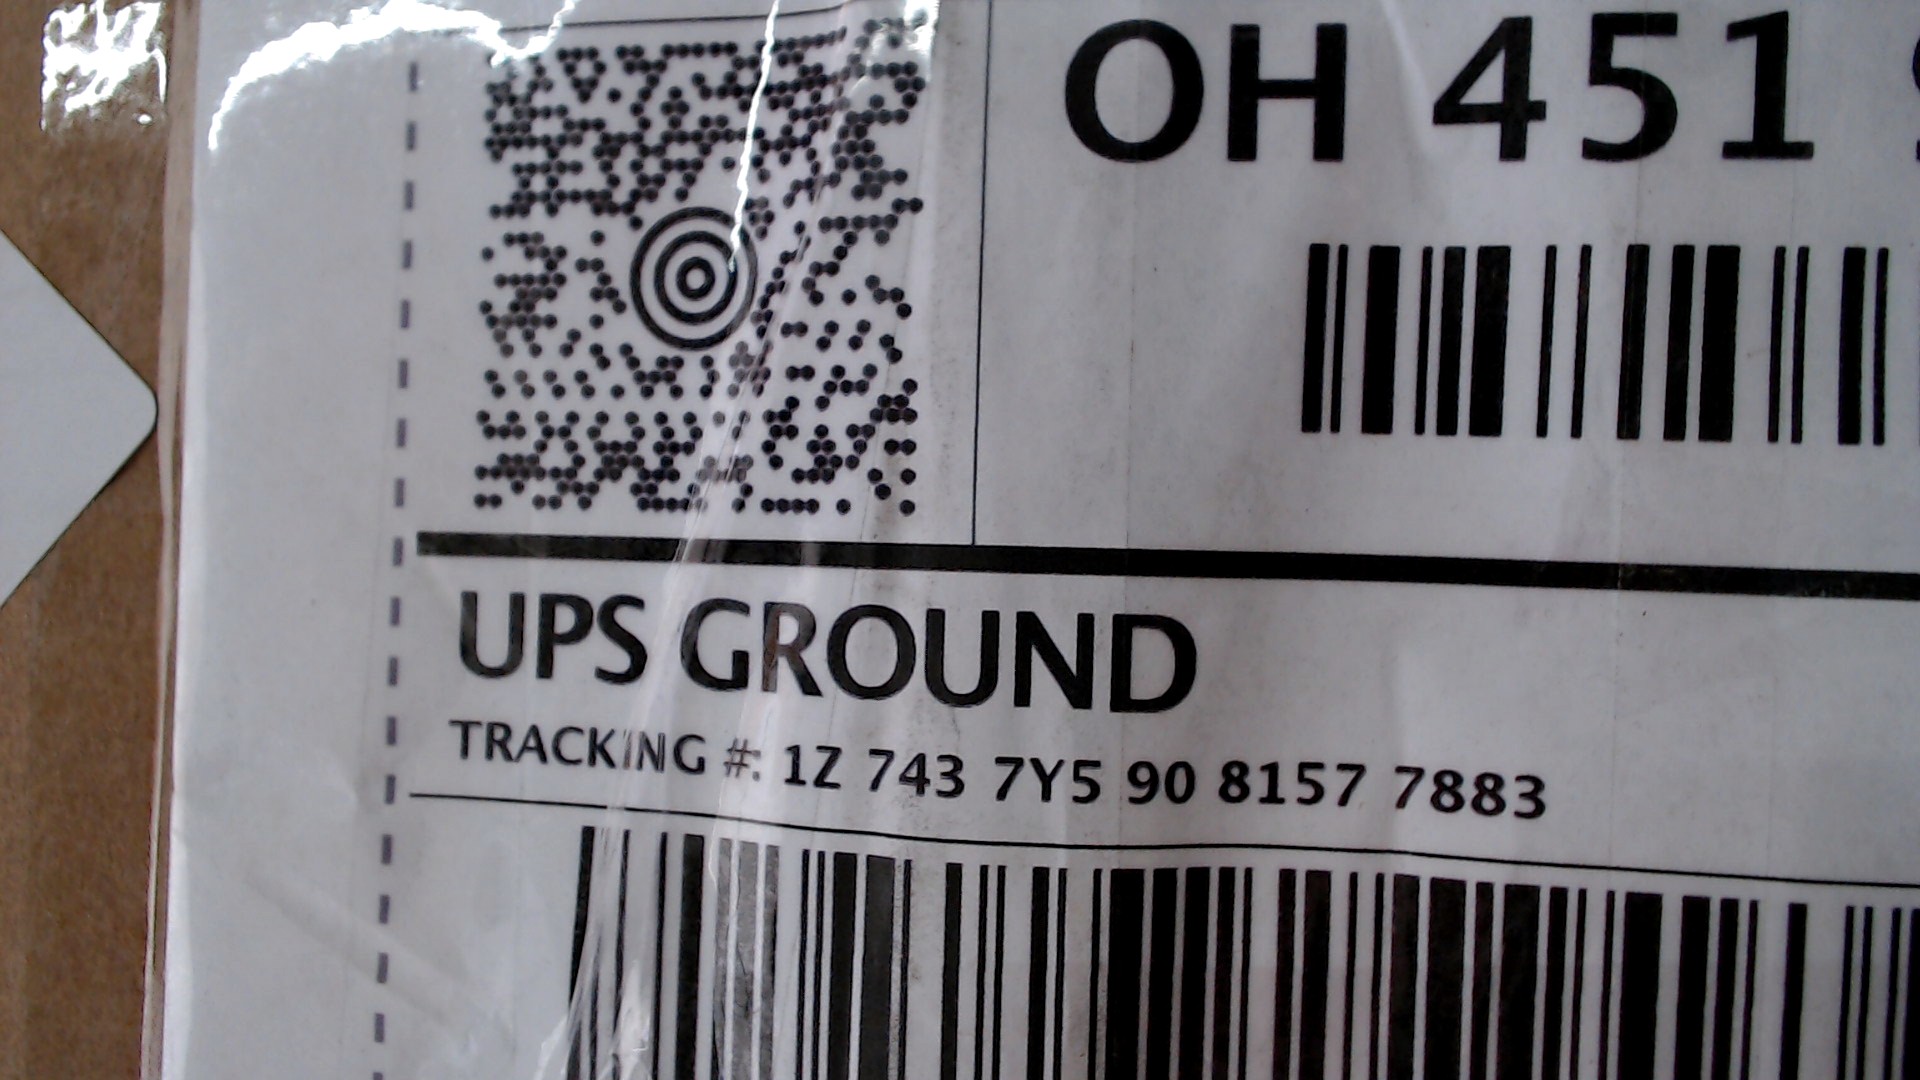 OH 451
UPS GROUND
TRACKING #: 1Z 743 7Y5 90 8157 7883